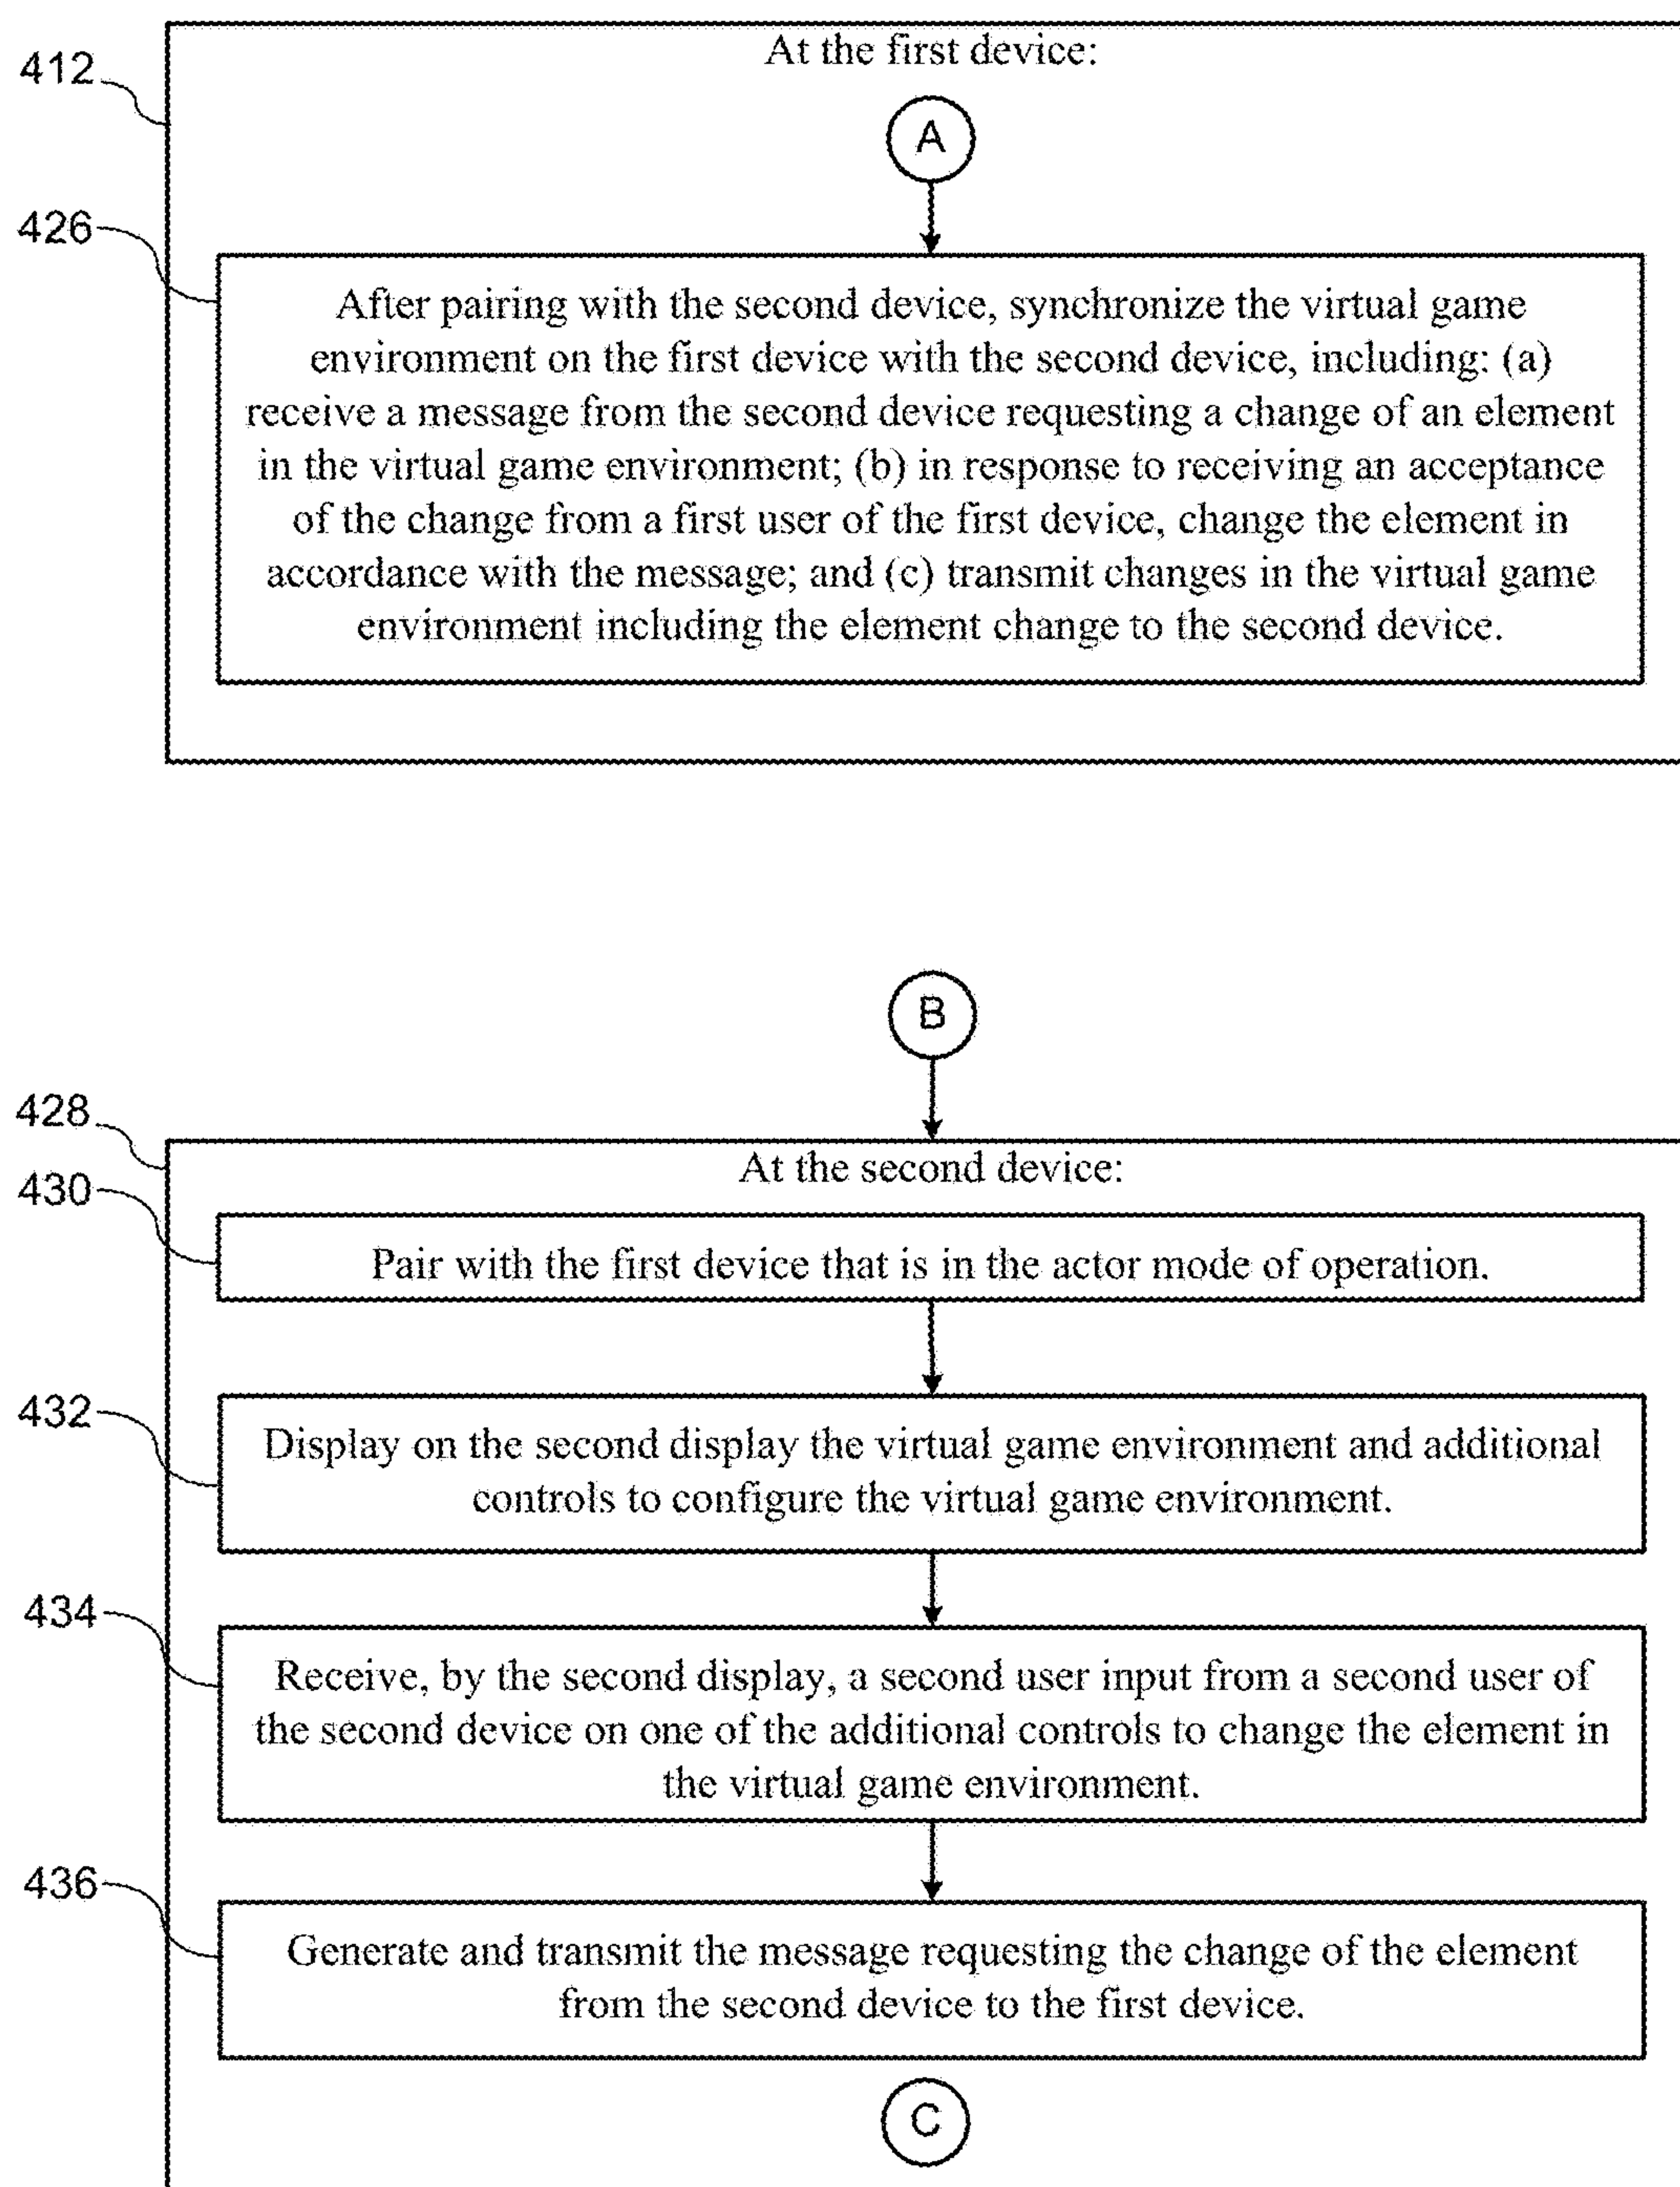 At the first device:
412
A
426
After pairing with the second device, synchronize the virtual game
environment on the first device with the second device, including: (a)
receive a message from the second device requesting a change of an element
in the virtual game environment; (b) in response to receiving an acceptance
of the change from a first user of the first device, change the element in
accordance with the message; and (c) transmit changes in the virtual game
environment including the element change to the second device.
B
428
At the second device:
430
Pair with the first device that is in the actor mode of operation.
432
Display on the second display the virtual game environment and additional
controls to configure the virtual game environment.
434
Receive, by the second display, a second user input from a second user of
the second device on one of the additional controls to change the element in
the virtual game environment.
436
Generate and transmit the message requesting the change of the element
from the second device to the first device.
C